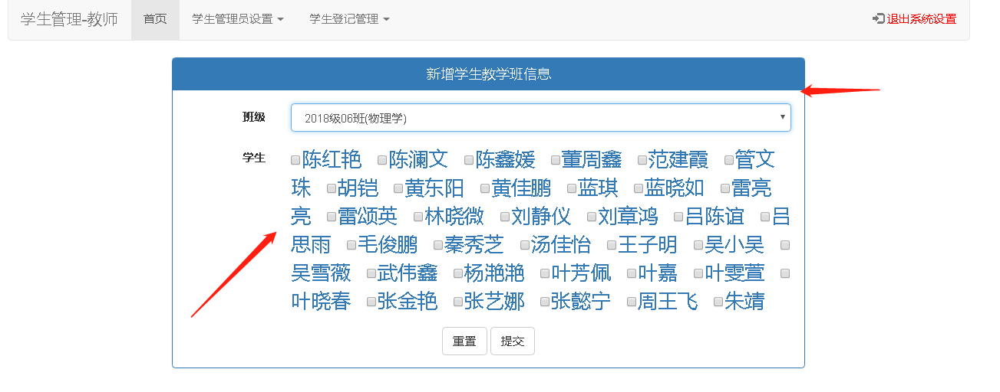 学生管理-教师 首页 学生管理员设置 学生登记管理 退出系统设置
新增学生教学班信息
班级 2018级06班(物理学)
学生 陈红艳 陈澜文 陈鑫媛 董周鑫 范建霞 管文
珠 胡铠 黄东阳 黄佳鹏 蓝琪 蓝晓如 雷亮
亮 雷颂英 林晓微 刘静仪 刘章鸿 吕陈谊 吕
思雨 毛俊鹏 秦秀芝 汤佳怡 王子明 吴小吴
吴雪薇 武伟鑫 杨滟滟 叶芳佩 叶嘉 叶雯萱
叶晓春 张金艳 张艺娜 张懿宁 周王飞 朱靖
重置 提交